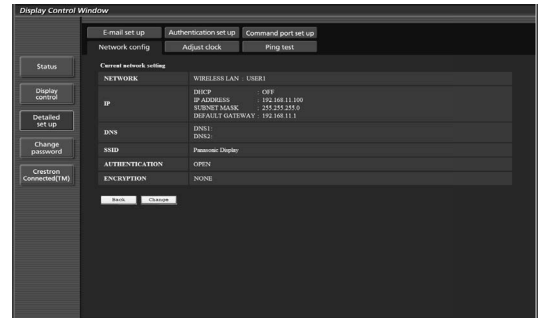 Display Control Window
E-mail set up
Authentication set up
Command port set up
Network config
Adjust clock
Ping test
Status
Display
control
Detailed
set up
Change
password
Crestron
Connected(TM)
Current network setting
NETWORK WIRELESS LAN : USER1
IP DHCP : OFF
IP ADDRESS : 192.168.11.100
SUBNET MASK : 255.255.255.0
DEFAULT GATEWAY : 192.168.11.1
DNS DNS1:
DNS2:
SSID Panasonic Display
AUTHENTICATION OPEN
ENCRYPTION NONE
Back Change